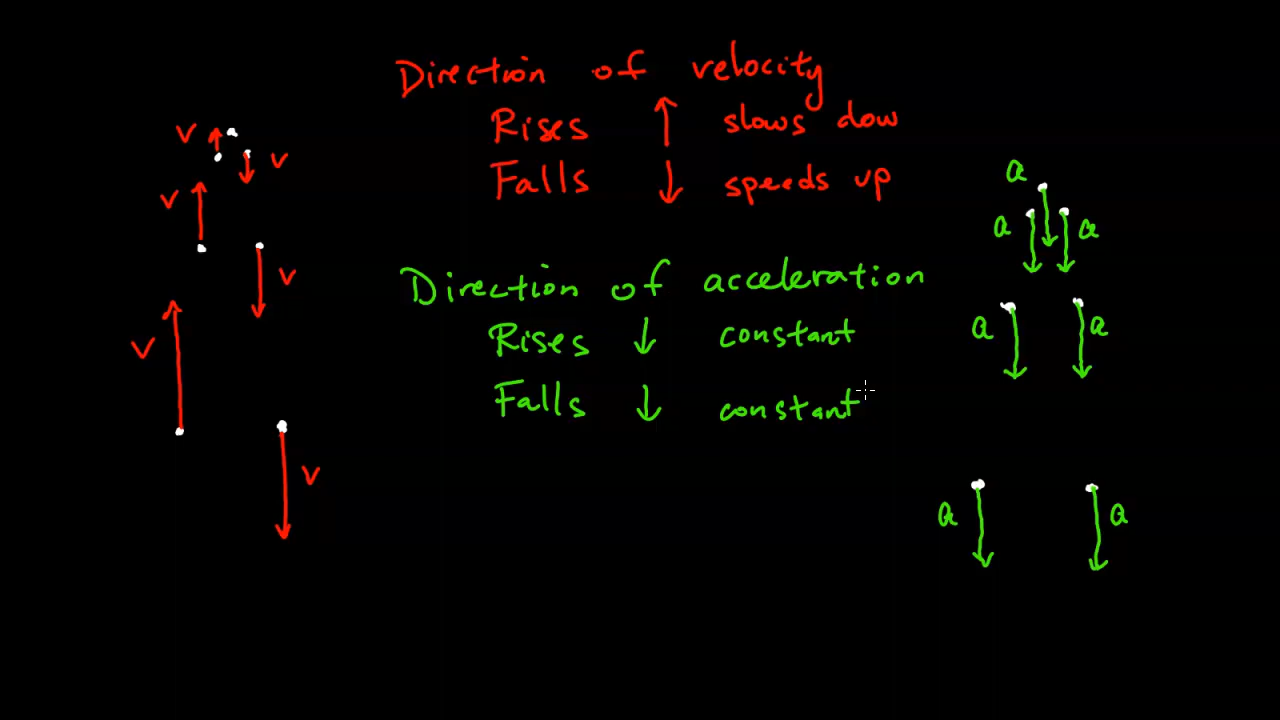 Direction of velocity
Rises ↑ slows dow
Falls ↓ speeds up
Direction of acceleration
Rises ↓ constant
Falls ↓ constant
v
v
v
v
v
v
a
a
a
a
a
a
a